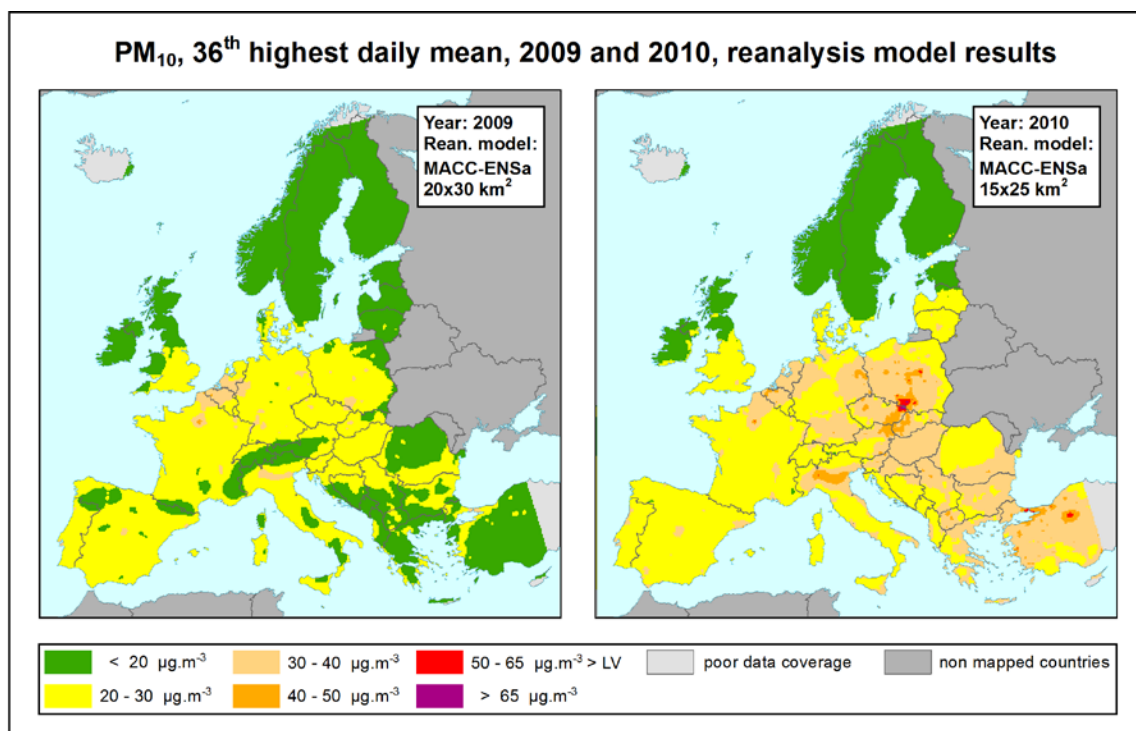 PM₁₀, 36ᵗʰ highest daily mean, 2009 and 2010, reanalysis model results
Year: 2009
Rean. model:
MACC-ENSa
20x30 km²
Year: 2010
Rean. model:
MACC-ENSa
15x25 km²
< 20 µg.m⁻³
30 - 40 µg.m⁻³
50 - 65 µg.m⁻³ > LV
poor data coverage
non mapped countries
20 - 30 µg.m⁻³
40 - 50 µg.m⁻³
> 65 µg.m⁻³